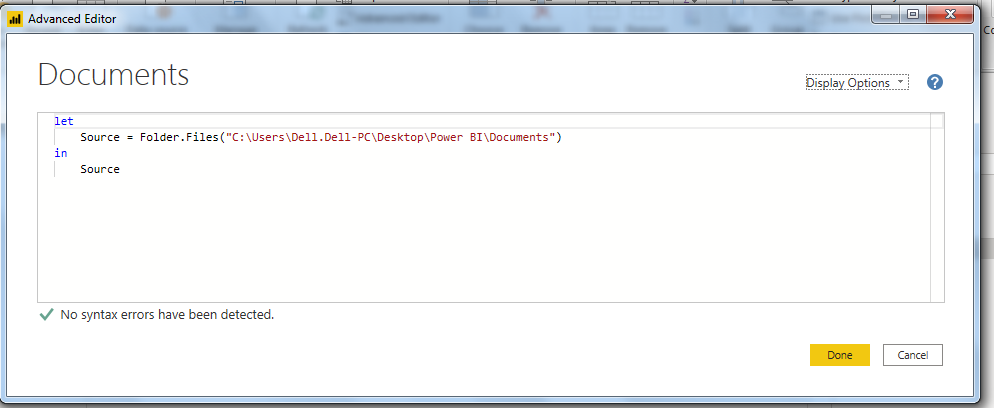 Advanced Editor
Documents
Display Options
?
let
    Source = Folder.Files("C:\Users\Dell.Dell-PC\Desktop\Power BI\Documents")
in
    Source
No syntax errors have been detected.
Done
Cancel